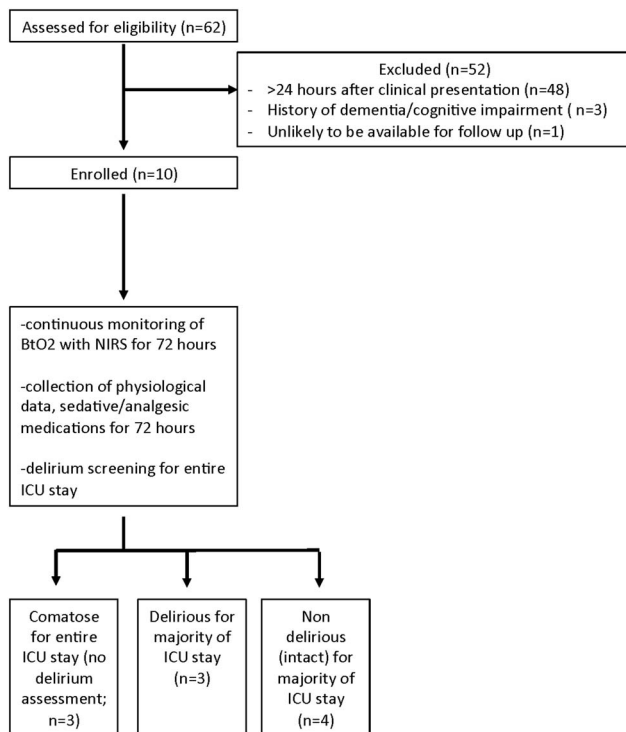 Assessed for eligibility (n=62)
Excluded (n=52)
- >24 hours after clinical presentation (n=48)
- History of dementia/cognitive impairment ( n=3)
- Unlikely to be available for follow up (n=1)
Enrolled (n=10)
-continuous monitoring of
BtO2 with NIRS for 72 hours
-collection of physiological
data, sedative/analgesic
medications for 72 hours
-delirium screening for entire
ICU stay
Comatose
for entire
ICU stay (no
delirium
assessment;
n=3)
Delirious for
majority of
ICU stay
(n=3)
Non
delirious
(intact) for
majority of
ICU stay
(n=4)